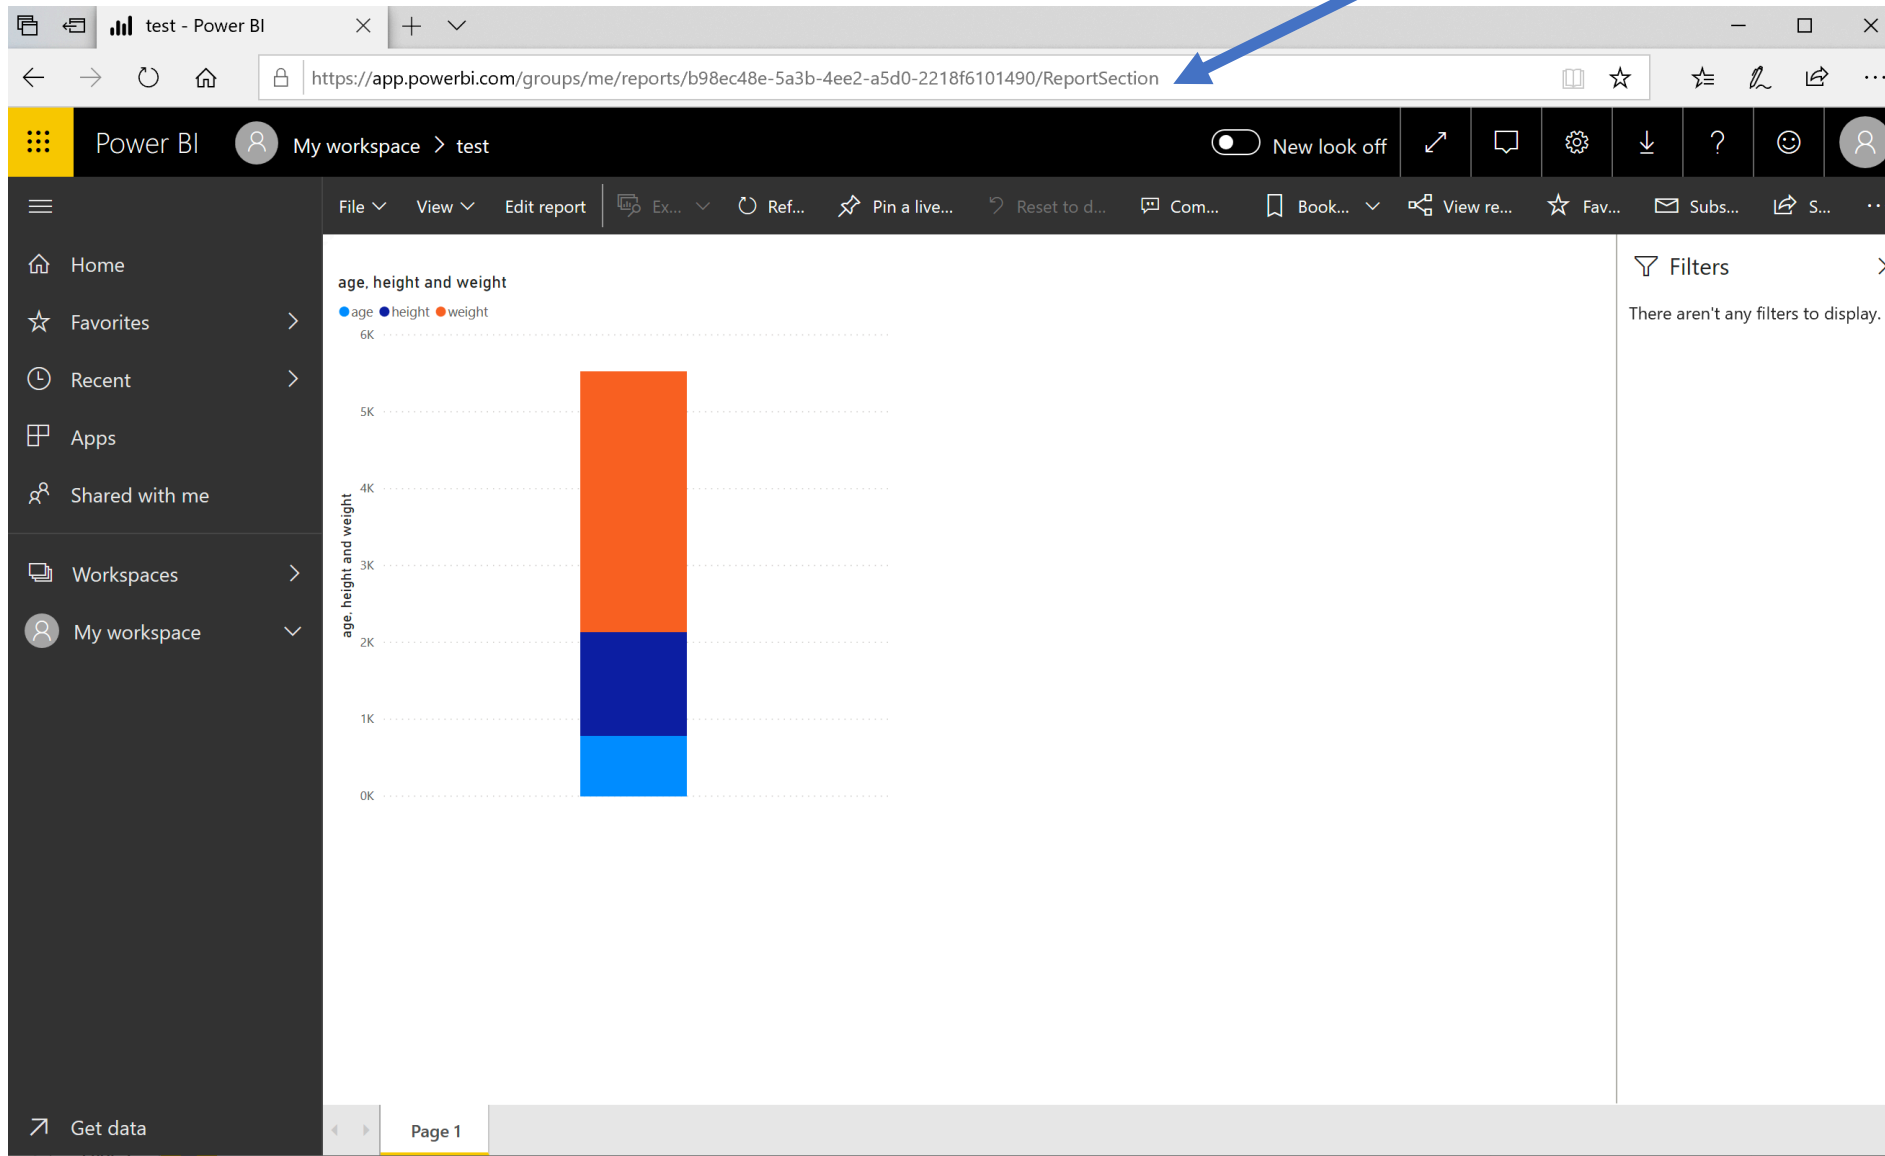 test - Power BI
https://app.powerbi.com/groups/me/reports/b98ec48e-5a3b-4ee2-a5d0-2218f6101490/ReportSection
Power BI My workspace > test New look off ?
File View Edit report Ex... Ref... Pin a live... Reset to d... Com... Book... View re... Fav... Subs... S... ..
Home
Favorites
Recent
Apps
Shared with me
Workspaces
My workspace
Get data
age, height and weight
age height weight
6K
5K
4K
3K
2K
1K
0K
age, height and weight
Filters
There aren't any filters to display.
Page 1